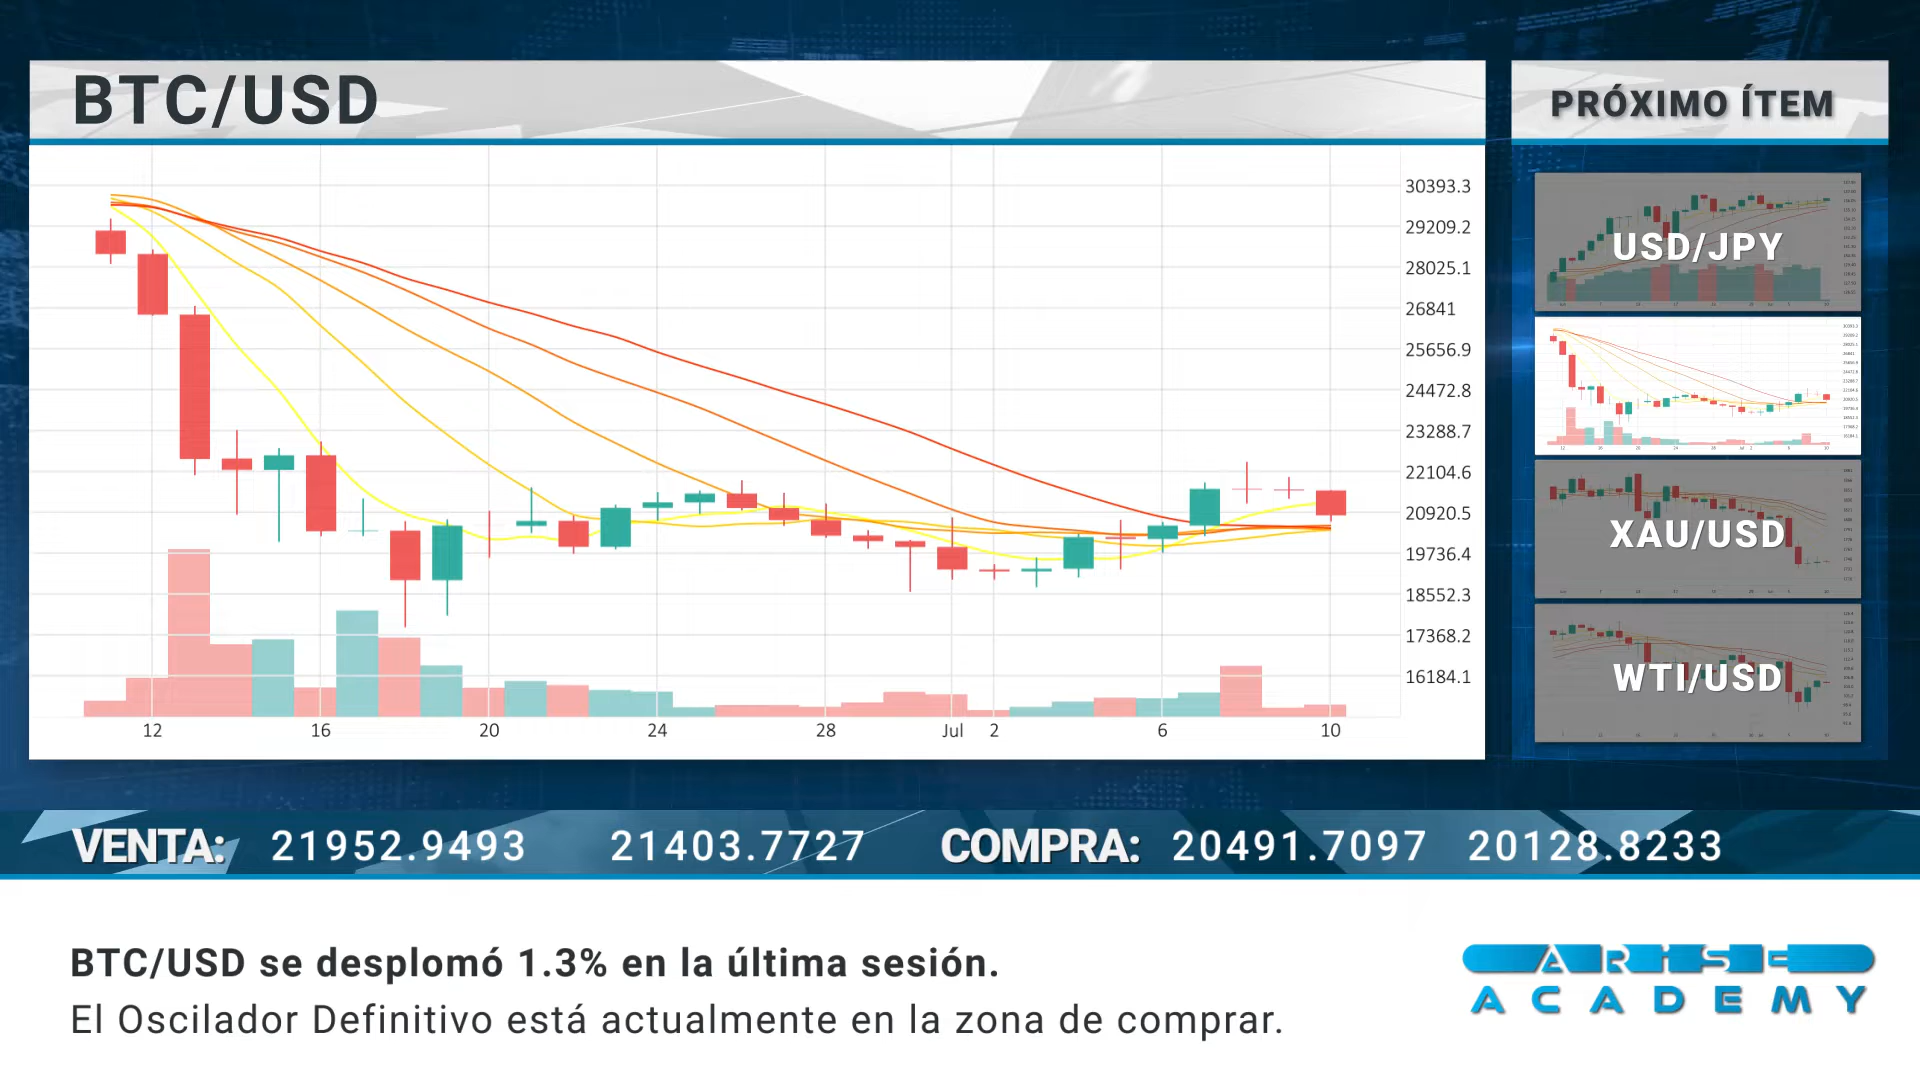 BTC/USD
PRÓXIMO ÍTEM
30393.3
29209.2
28025.1
26841
25656.9
24472.8
23288.7
22104.6
20920.5
19736.4
18552.3
17368.2
16184.1
12 16 20 24 28 Jul 2 6 10
USD/JPY
XAU/USD
WTI/USD
VENTA: 21952.9493 21403.7727 COMPRA: 20491.7097 20128.8233
BTC/USD se desplomó 1.3% en la última sesión.
El Oscilador Definitivo está actualmente en la zona de comprar.
ARISE
ACADEMY